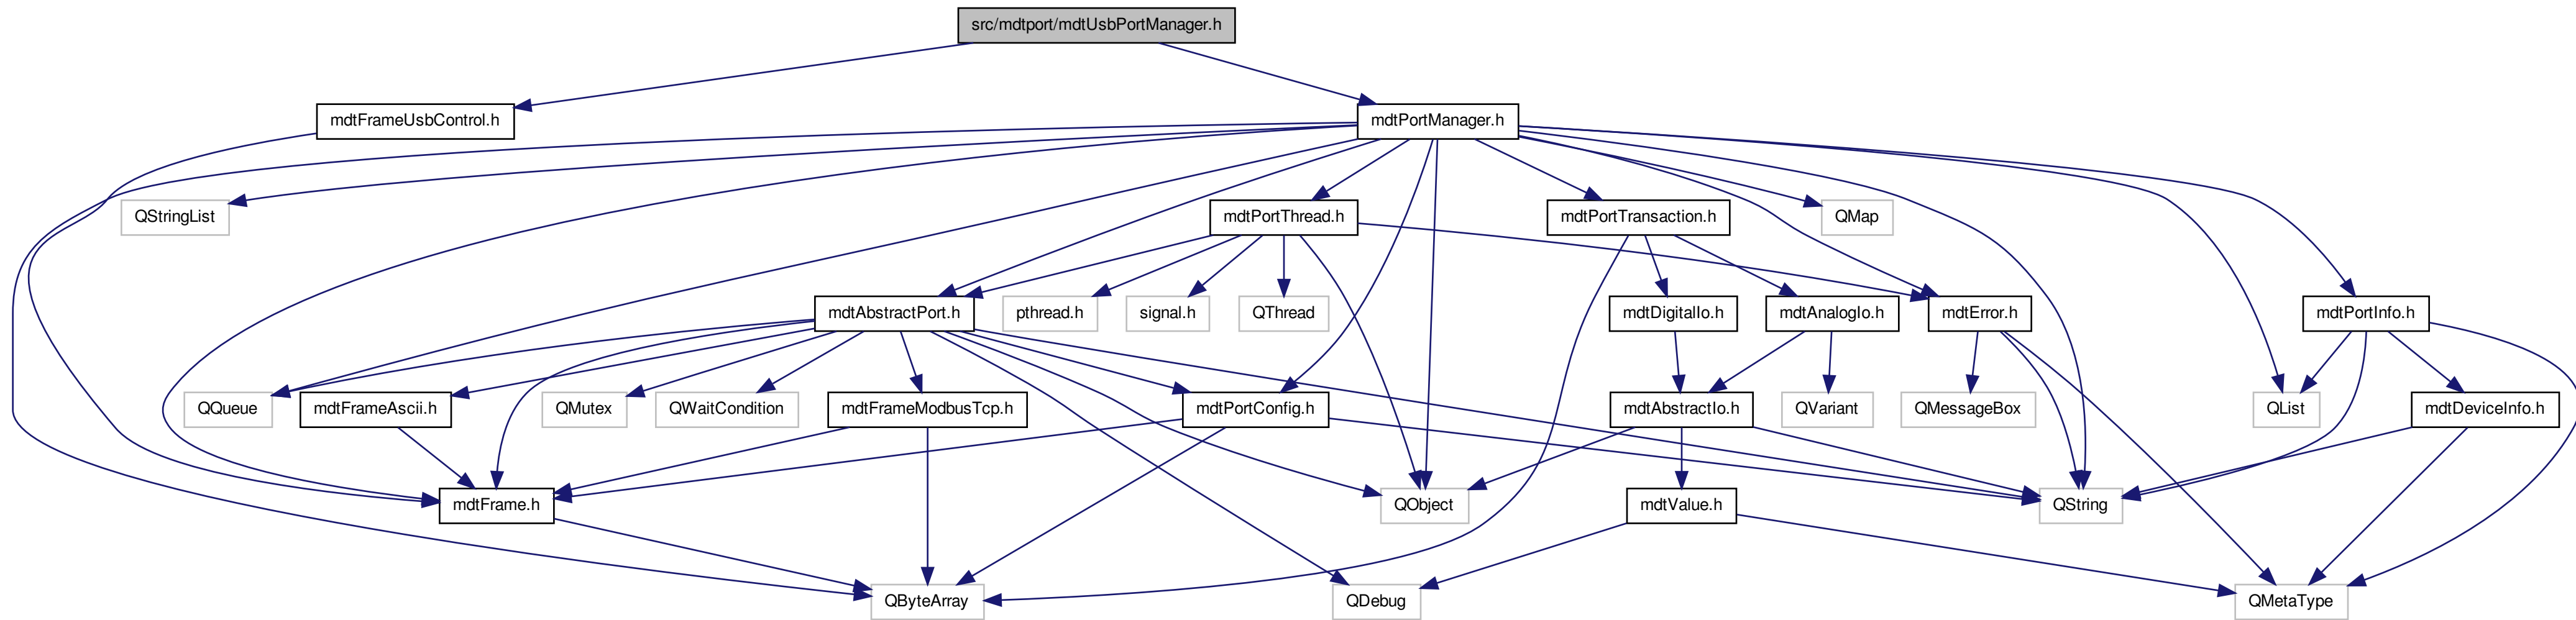 src/mdtport/mdtUsbPortManager.h
mdtFrameUsbControl.h
mdtPortManager.h
QStringList
mdtPortThread.h
mdtPortTransaction.h
QMap
mdtAbstractPort.h
pthread.h
signal.h
QThread
mdtDigitalIo.h
mdtAnalogIo.h
mdtError.h
mdtPortInfo.h
QQueue
mdtFrameAscii.h
QMutex
QWaitCondition
mdtFrameModbusTcp.h
mdtPortConfig.h
mdtAbstractIo.h
QVariant
QMessageBox
QList
mdtDeviceInfo.h
mdtFrame.h
QObject
mdtValue.h
QString
QByteArray
QDebug
QMetaType